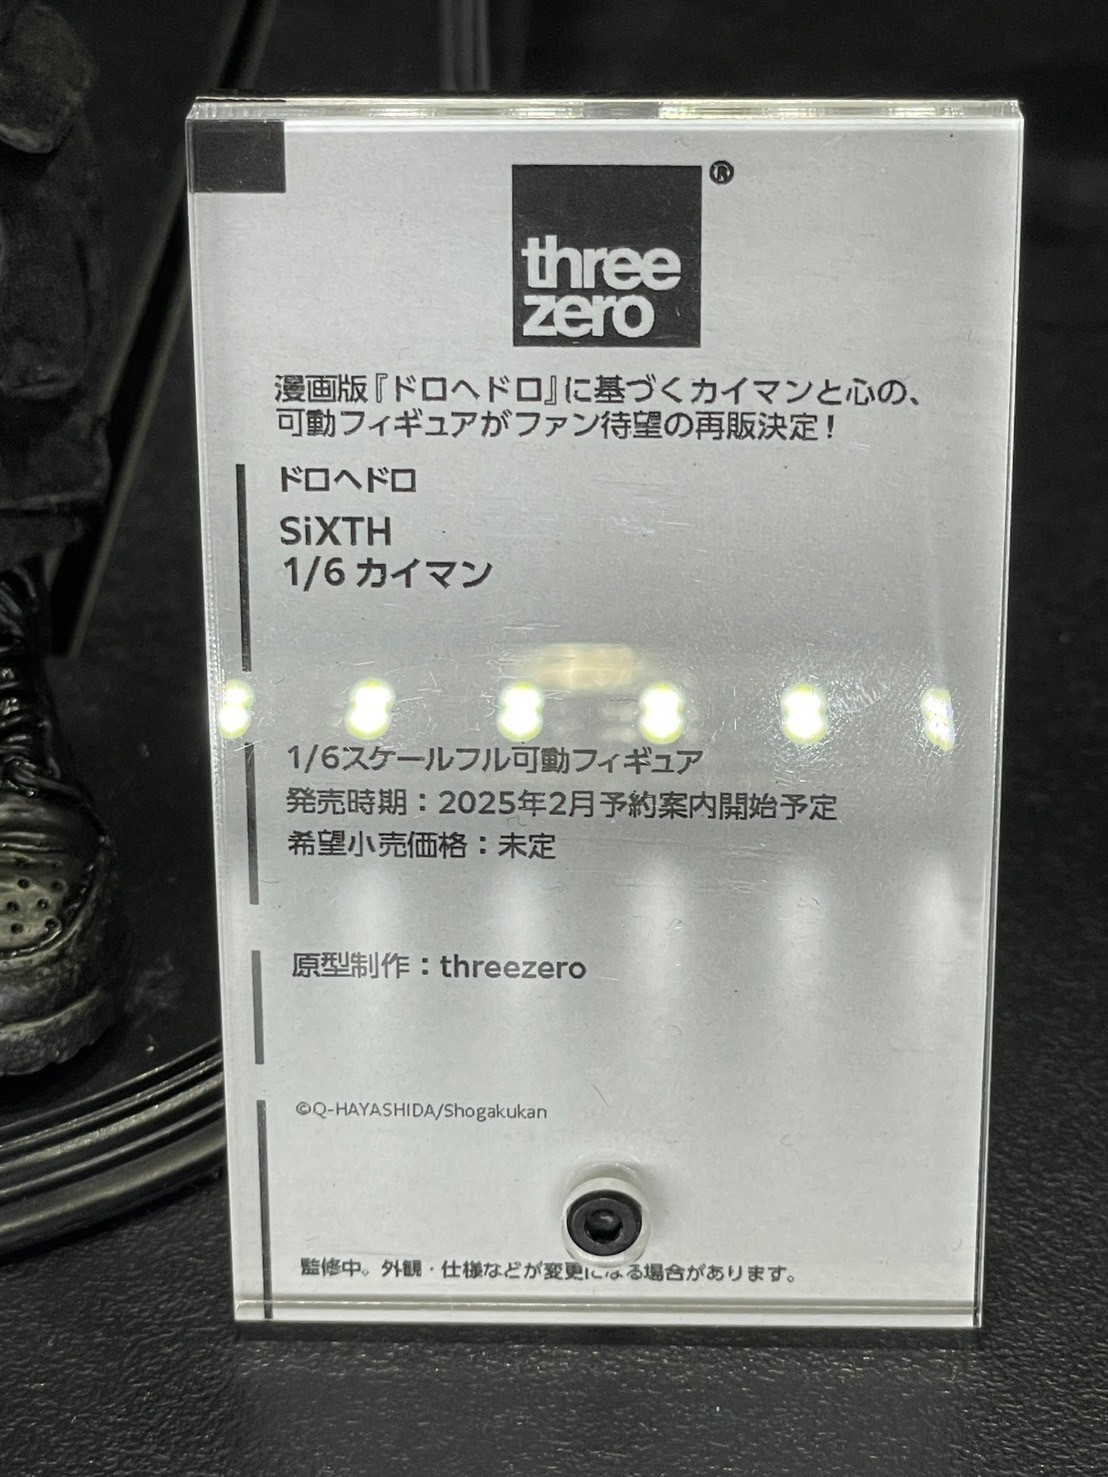 three
zero
®
漫画版『ドロヘドロ』に基づくカイマンと心の、
可動フィギュアがファン待望の再販決定！
ドロヘドロ
SiXTH
1/6 カイマン
1/6スケールフル可動フィギュア
発売時期：2025年2月予約案内開始予定
希望小売価格：未定
原型制作：threezero
©Q-HAYASHIDA/Shogakukan
監修中。外観・仕様などが変更になる場合があります。